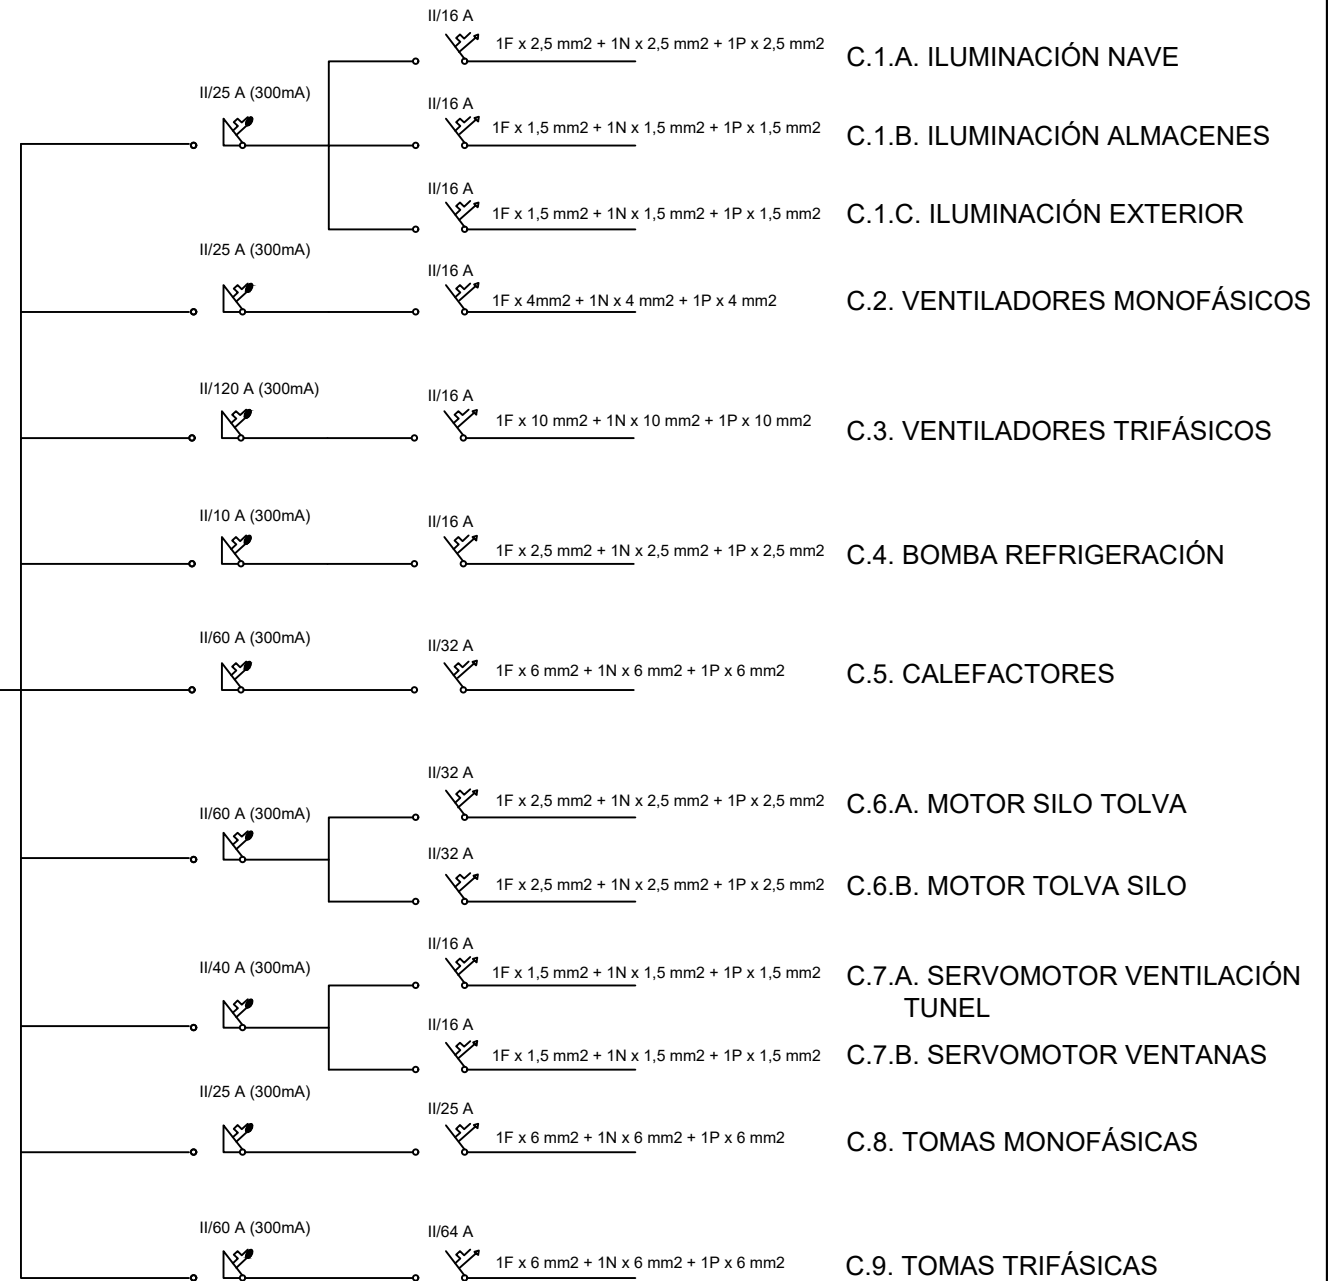 II/16 A
1F x 2,5 mm2 + 1N x 2,5 mm2 + 1P x 2,5 mm2
C.1.A. ILUMINACIÓN NAVE
II/25 A (300mA)
II/16 A
1F x 1,5 mm2 + 1N x 1,5 mm2 + 1P x 1,5 mm2
C.1.B. ILUMINACIÓN ALMACENES
II/16 A
1F x 1,5 mm2 + 1N x 1,5 mm2 + 1P x 1,5 mm2
C.1.C. ILUMINACIÓN EXTERIOR
II/25 A (300mA)
II/16 A
1F x 4mm2 + 1N x 4 mm2 + 1P x 4 mm2
C.2. VENTILADORES MONOFÁSICOS
II/120 A (300mA)
II/16 A
1F x 10 mm2 + 1N x 10 mm2 + 1P x 10 mm2
C.3. VENTILADORES TRIFÁSICOS
II/10 A (300mA)
II/16 A
1F x 2,5 mm2 + 1N x 2,5 mm2 + 1P x 2,5 mm2
C.4. BOMBA REFRIGERACIÓN
II/60 A (300mA)
II/32 A
1F x 6 mm2 + 1N x 6 mm2 + 1P x 6 mm2
C.5. CALEFACTORES
II/32 A
1F x 2,5 mm2 + 1N x 2,5 mm2 + 1P x 2,5 mm2
C.6.A. MOTOR SILO TOLVA
II/60 A (300mA)
II/32 A
1F x 2,5 mm2 + 1N x 2,5 mm2 + 1P x 2,5 mm2
C.6.B. MOTOR TOLVA SILO
II/16 A
1F x 1,5 mm2 + 1N x 1,5 mm2 + 1P x 1,5 mm2
C.7.A. SERVOMOTOR VENTILACIÓN
TUNEL
II/40 A (300mA)
II/16 A
1F x 1,5 mm2 + 1N x 1,5 mm2 + 1P x 1,5 mm2
C.7.B. SERVOMOTOR VENTANAS
II/25 A (300mA)
II/25 A
1F x 6 mm2 + 1N x 6 mm2 + 1P x 6 mm2
C.8. TOMAS MONOFÁSICAS
II/60 A (300mA)
II/64 A
1F x 6 mm2 + 1N x 6 mm2 + 1P x 6 mm2
C.9. TOMAS TRIFÁSICAS